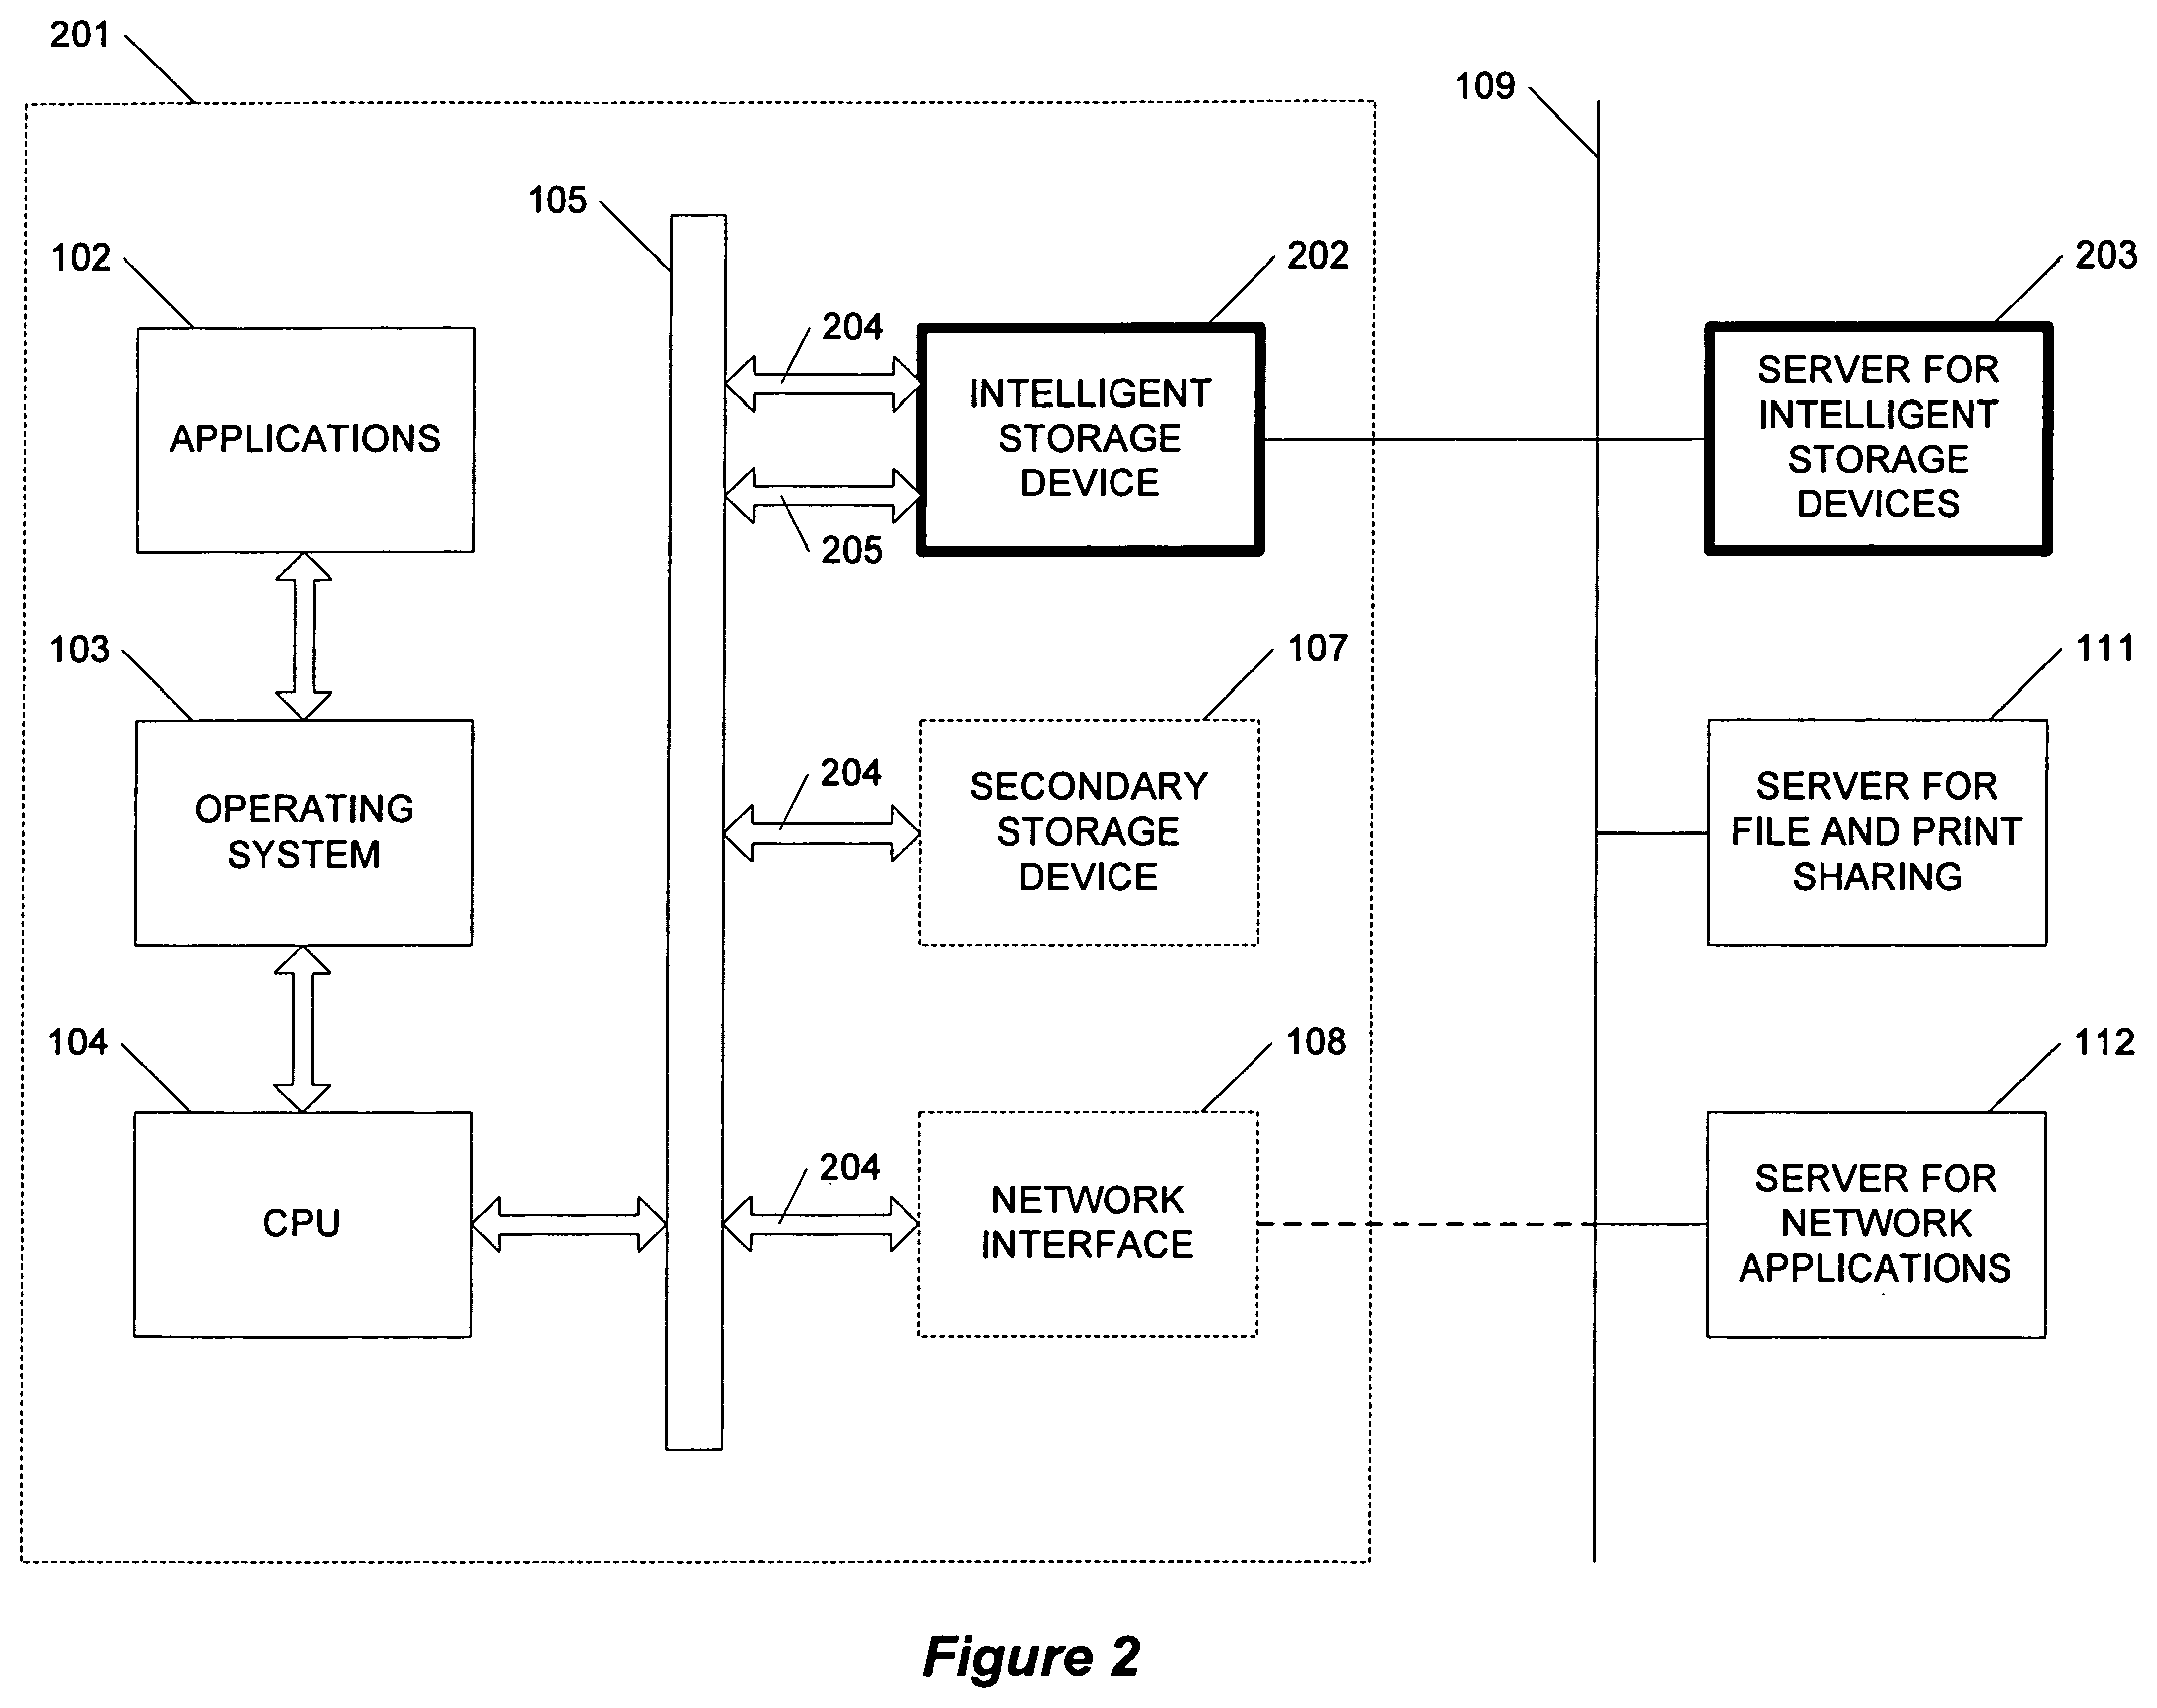 201
109
105
102
202
203
204
APPLICATIONS
INTELLIGENT
STORAGE
DEVICE
SERVER FOR
INTELLIGENT
STORAGE
DEVICES
205
103
107
111
204
OPERATING
SYSTEM
SECONDARY
STORAGE
DEVICE
SERVER FOR
FILE AND PRINT
SHARING
104
108
112
204
CPU
NETWORK
INTERFACE
SERVER FOR
NETWORK
APPLICATIONS
Figure 2